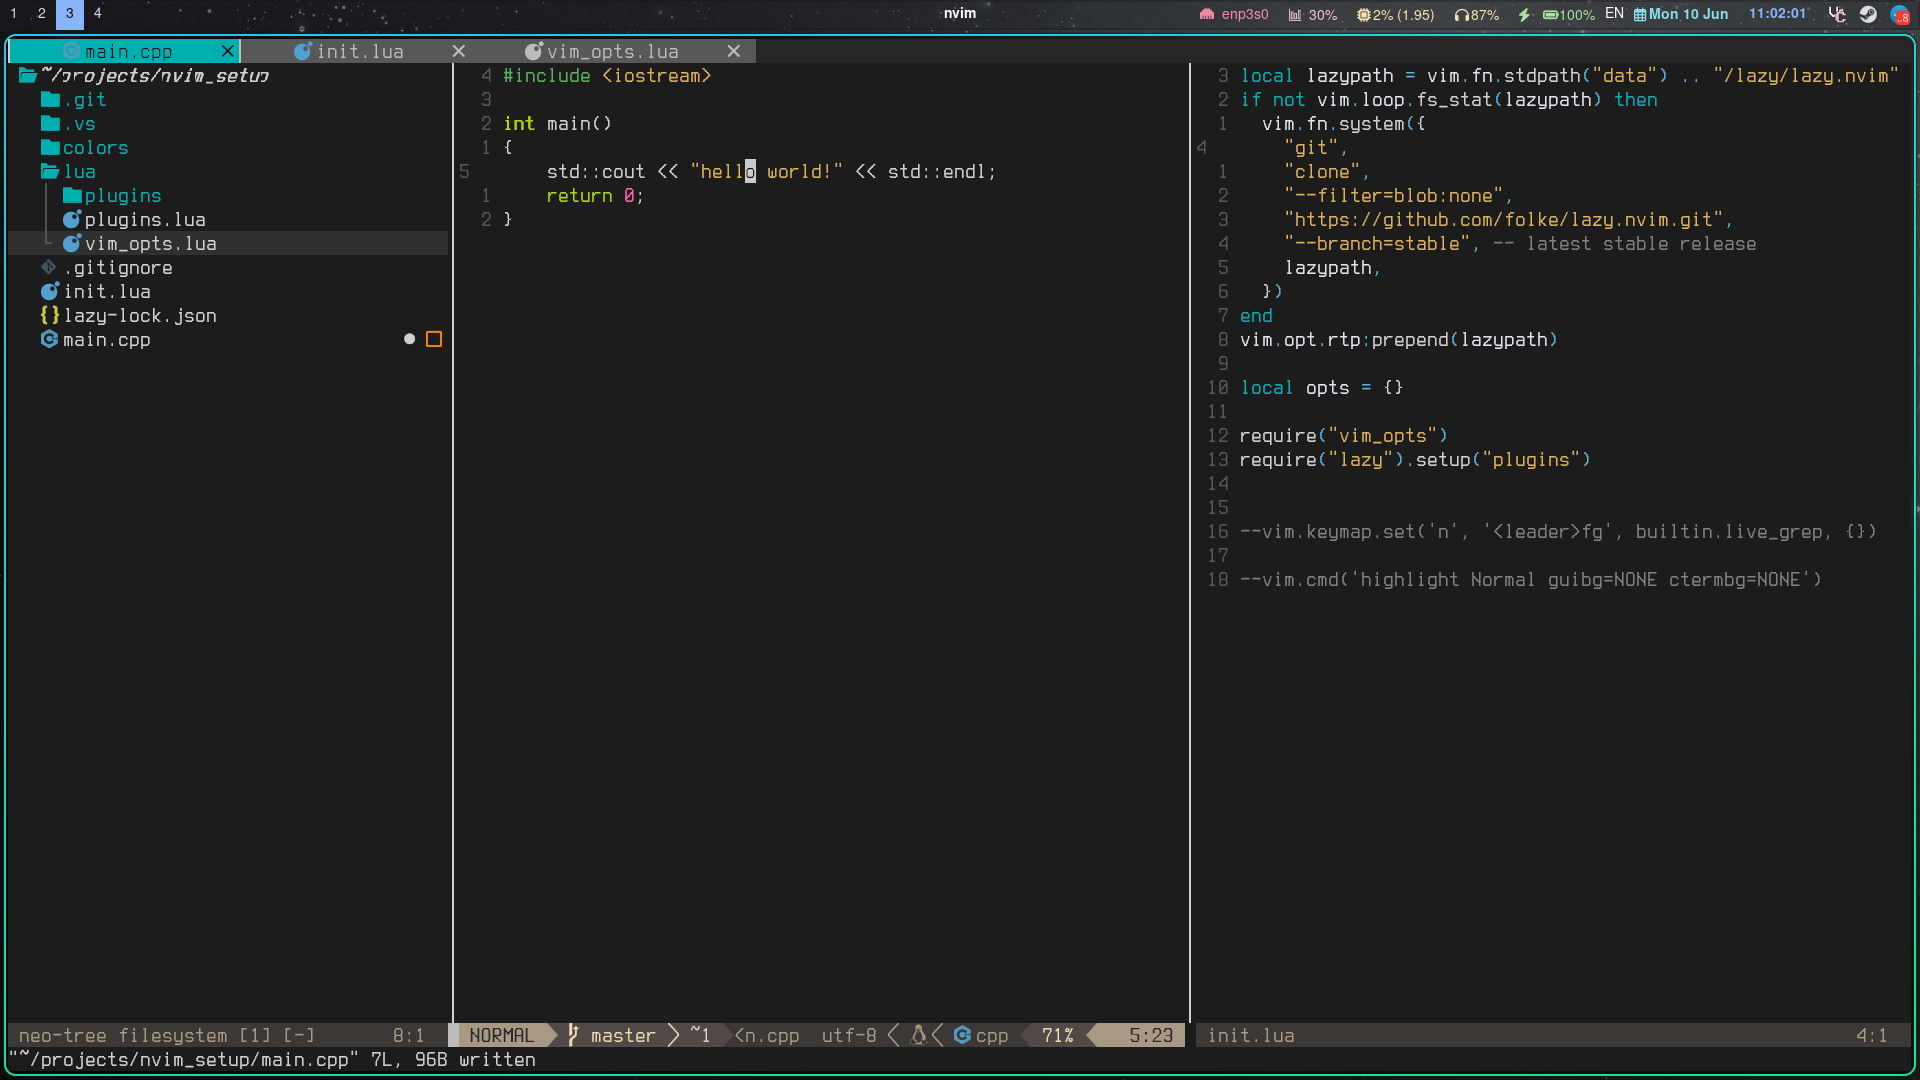 1 2 3 4 nvim enp3s0 30% 2% (1.95) 87% 100% EN Mon 10 Jun 11:02:01
main.cpp init.lua vim_opts.lua
~/projects/nvim_setup
.git
.vs
colors
lua
plugins
plugins.lua
vim_opts.lua
.gitignore
init.lua
lazy-lock.json
main.cpp
4 #include <iostream>
3
2 int main()
1 {
5 std::cout << "hello world!" << std::endl;
1 return 0;
2 }
3 local lazypath = vim.fn.stdpath("data") .. "/lazy/lazy.nvim"
2 if not vim.loop.fs_stat(lazypath) then
1 vim.fn.system({
4 "git",
1 "clone",
2 "--filter=blob:none",
3 "https://github.com/folke/lazy.nvim.git",
4 "--branch=stable", -- latest stable release
5 lazypath,
6 })
7 end
8 vim.opt.rtp:prepend(lazypath)
9
10 local opts = {}
11
12 require("vim_opts")
13 require("lazy").setup("plugins")
14
15
16 --vim.keymap.set('n', '<leader>fg', builtin.live_grep, {})
17
18 --vim.cmd('highlight Normal guibg=NONE ctermbg=NONE')
neo-tree filesystem [1] [-] 8:1 NORMAL master ~1 <n.cpp utf-8 cpp 71% 5:23 init.lua 4:1
"~/projects/nvim_setup/main.cpp" 7L, 96B written